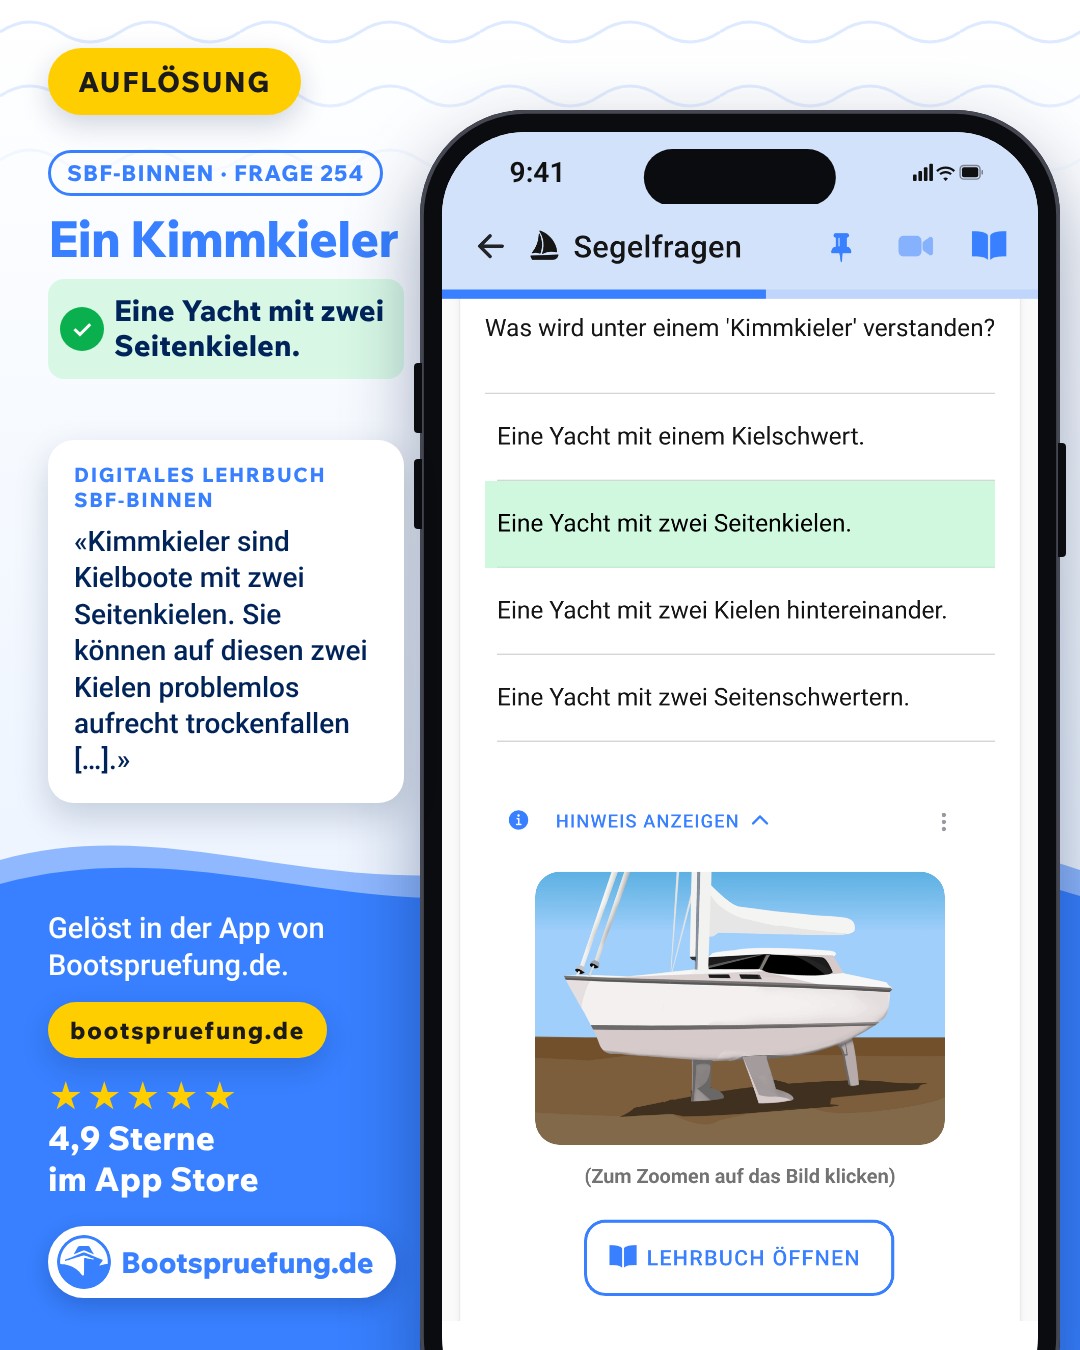 AUFLÖSUNG
SBF-BINNEN · FRAGE 254
Ein Kimmkieler
Eine Yacht mit zwei
Seitenkielen.
DIGITALES LEHRBUCH
SBF-BINNEN
«Kimmkieler sind
Kielboote mit zwei
Seitenkielen. Sie
können auf diesen zwei
Kielen problemlos
aufrecht trockenfallen
[...].»
Gelöst in der App von
Bootspruefung.de.
bootspruefung.de
4,9 Sterne
im App Store
Bootspruefung.de
9:41
Segelfragen
Was wird unter einem 'Kimmkieler' verstanden?
Eine Yacht mit einem Kielschwert.
Eine Yacht mit zwei Seitenkielen.
Eine Yacht mit zwei Kielen hintereinander.
Eine Yacht mit zwei Seitenschwertern.
HINWEIS ANZEIGEN
(Zum Zoomen auf das Bild klicken)
LEHRBUCH ÖFFNEN